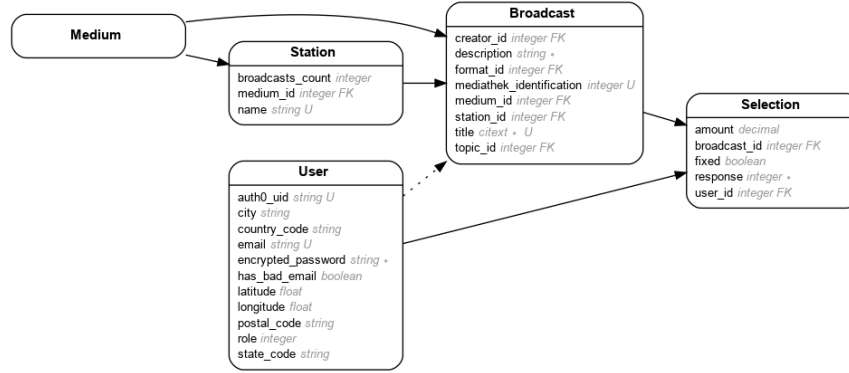 Medium
Station
broadcasts_count integer
medium_id integer FK
name string U
Broadcast
creator_id integer FK
description string *
format_id integer FK
mediathek_identification integer U
medium_id integer FK
station_id integer FK
title citext * U
topic_id integer FK
User
auth0_uid string U
city string
country_code string
email string U
encrypted_password string *
has_bad_email boolean
latitude float
longitude float
postal_code string
role integer
state_code string
Selection
amount decimal
broadcast_id integer FK
fixed boolean
response integer *
user_id integer FK